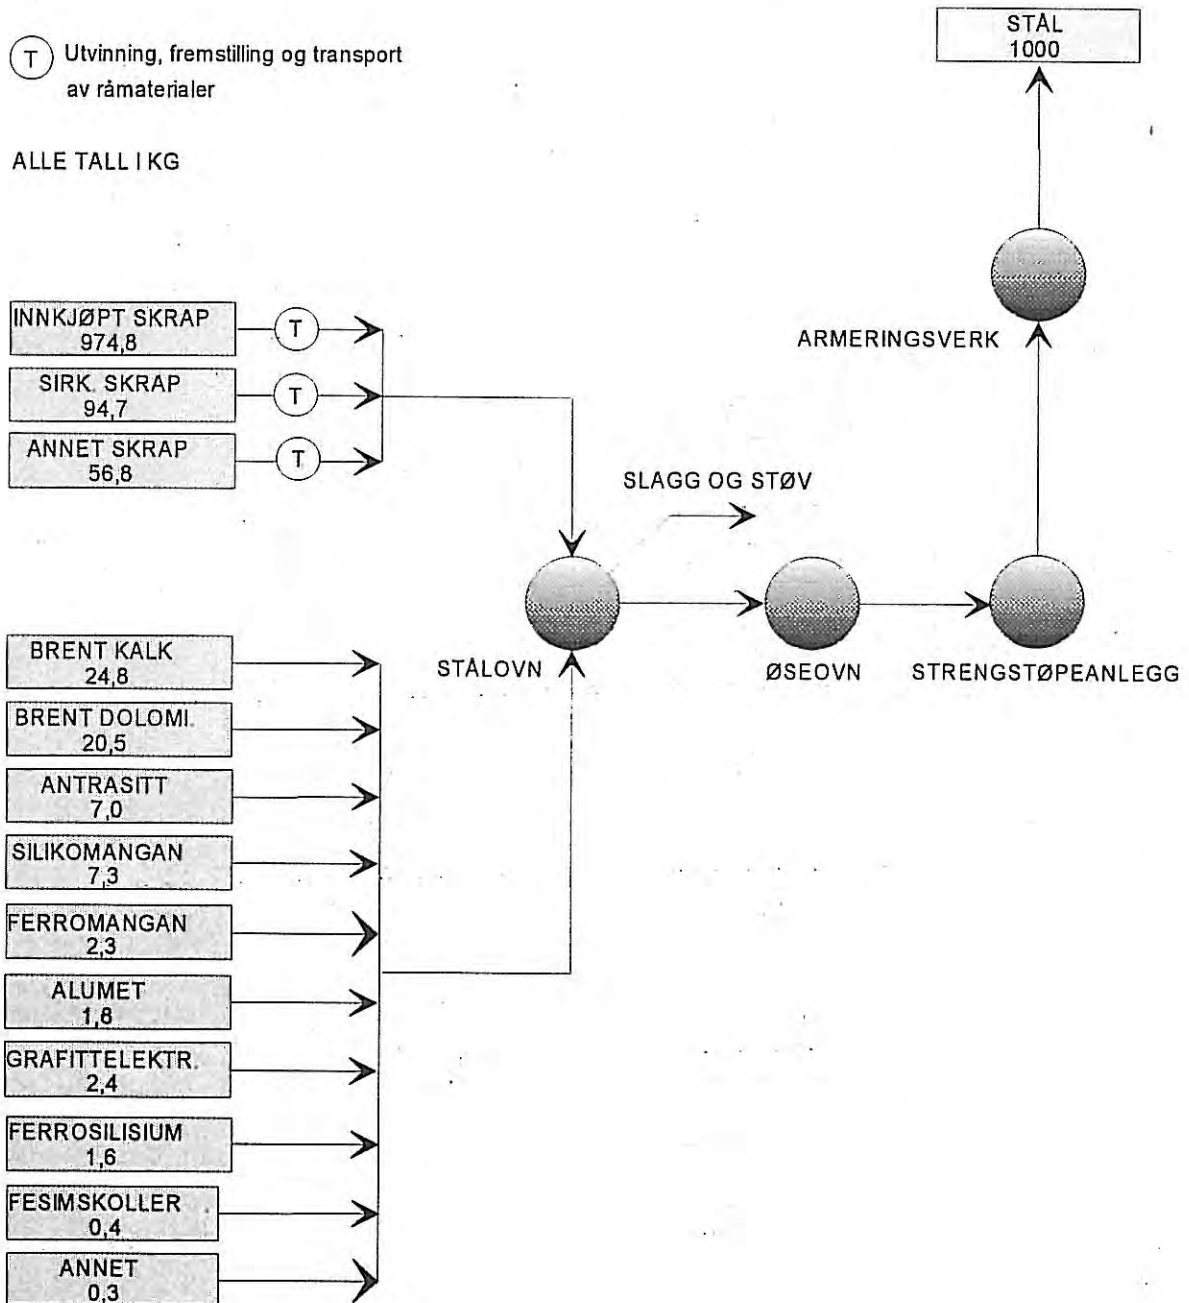 T Utvinning, fremstilling og transport
av råmaterialer
ALLE TALL I KG
STÅL
1000
ARMERINGSVERK
INNKJØPT SKRAP
974,8
T
SIRK. SKRAP
94,7
T
ANNET SKRAP
56,8
T
SLAGG OG STØV
STÅLOVN
ØSEOVN
STRENGSTØPEANLEGG
BRENT KALK
24,8
BRENT DOLOMI.
20,5
ANTRASITT
7,0
SILIKOMANGAN
7,3
FERROMANGAN
2,3
ALUMET
1,8
GRAFITTELEKTR.
2,4
FERROSILISIUM
1,6
FESIMSKOLLER
0,4
ANNET
0,3